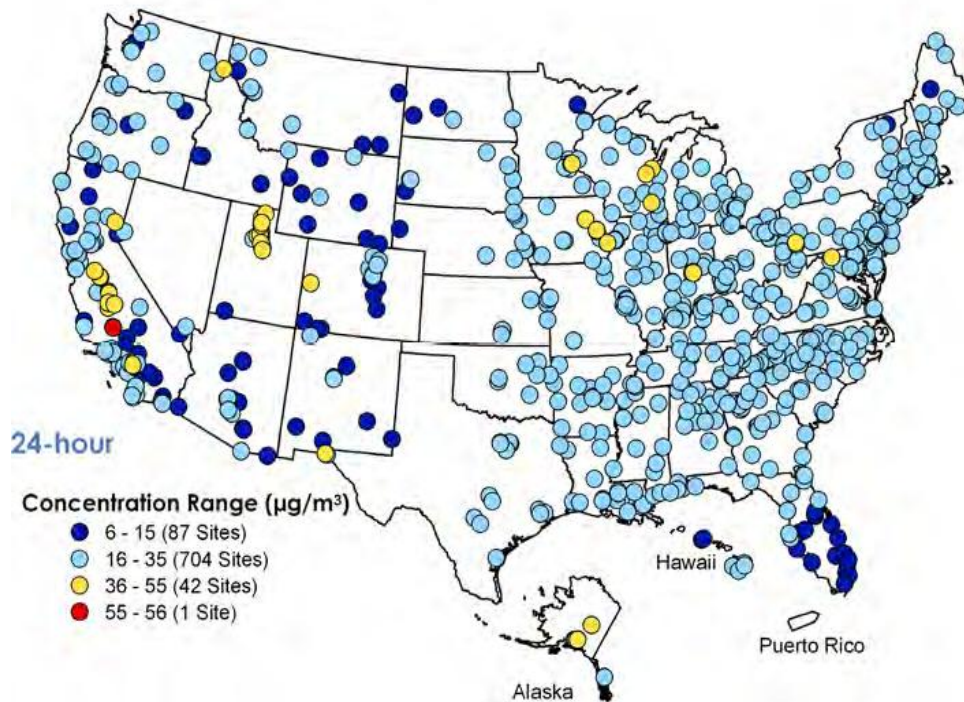 24-hour
Concentration Range (µg/m³)
6 - 15 (87 Sites)
16 - 35 (704 Sites)
36 - 55 (42 Sites)
55 - 56 (1 Site)
Hawaii
Puerto Rico
Alaska